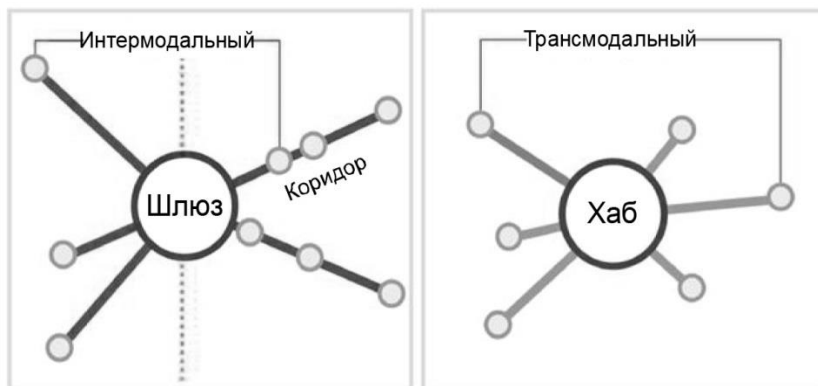 Интермодальный
Шлюз
Коридор
Трансмодальный
Хаб